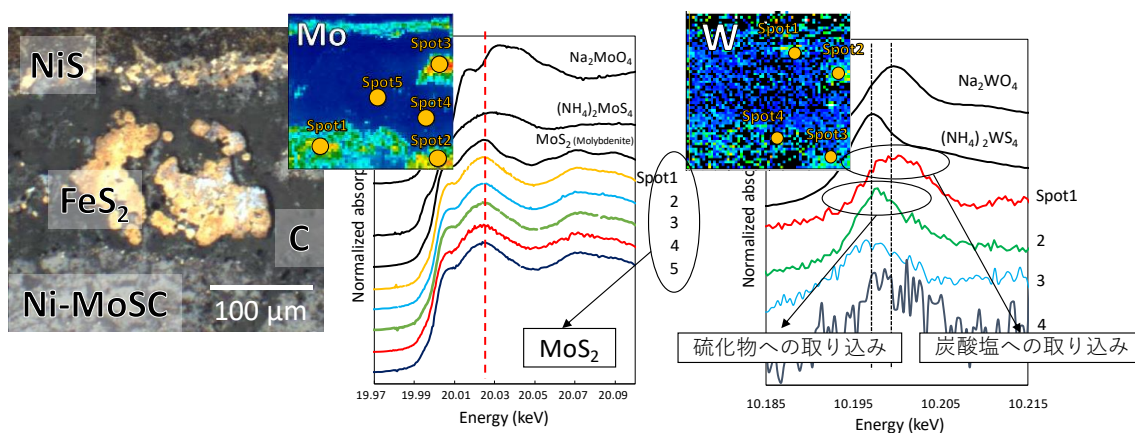 NiS
FeS₂
C
Ni-MoSC
100 μm
Mo
Spot3
Spot5
Spot4
Spot1
Spot2
Na₂MoO₄
(NH₄)₂MoS₄
MoS₂ (Molybdenite)
Spot1
2
3
4
5
MoS₂
Normalized absorp
19.97 19.99 20.01 20.03 20.05 20.07 20.09
Energy (keV)
W
Spot1
Spot2
Spot4
Spot3
Na₂WO₄
(NH₄)₂WS₄
Spot1
2
3
4
硫化物への取り込み
炭酸塩への取り込み
Normalized absorp
10.185 10.195 10.205 10.215
Energy (keV)